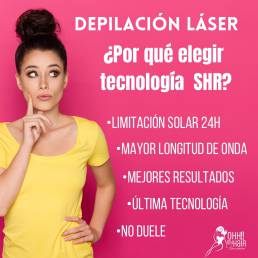 DEPILACIÓN LÁSER
¿Por qué elegir
tecnología SHR?
•LIMITACIÓN SOLAR 24H
•MAYOR LONGITUD DE ONDA
•MEJORES RESULTADOS
•ÚLTIMA TECNOLOGÍA
•NO DUELE
OHH!